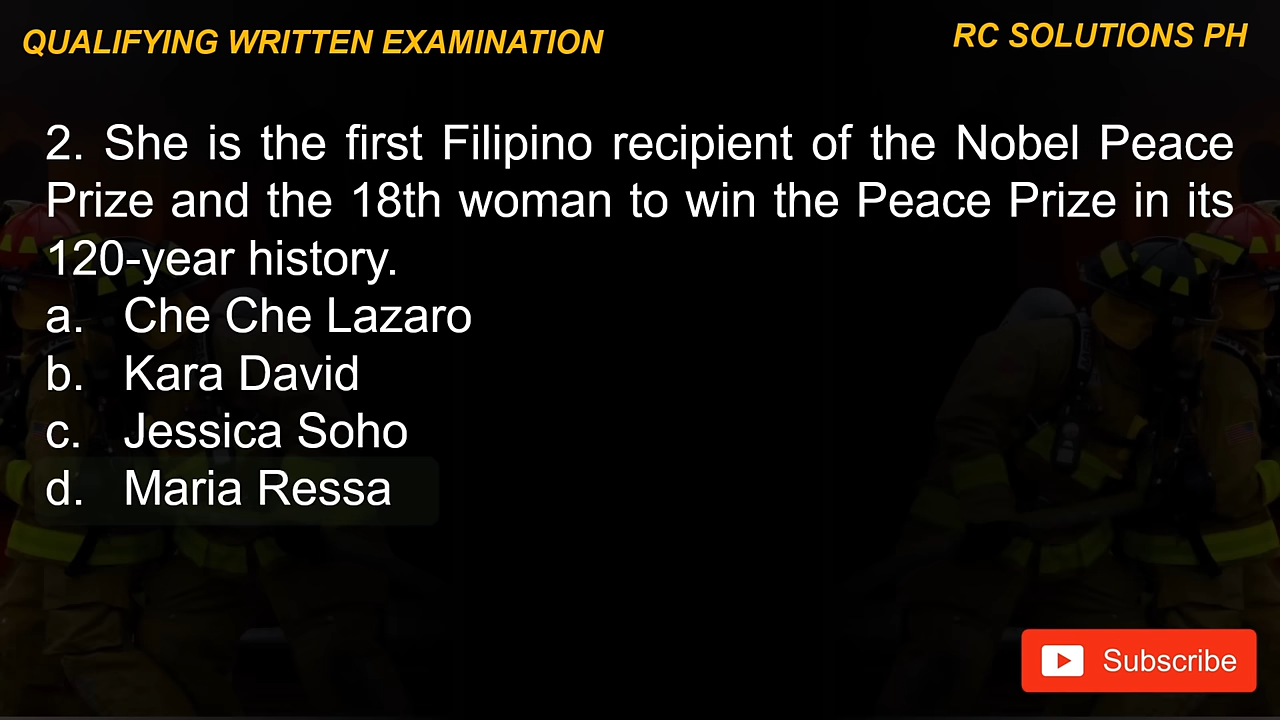 QUALIFYING WRITTEN EXAMINATION
RC SOLUTIONS PH
2. She is the first Filipino recipient of the Nobel Peace
Prize and the 18th woman to win the Peace Prize in its
120-year history.
a. Che Che Lazaro
b. Kara David
c. Jessica Soho
d. Maria Ressa
Subscribe